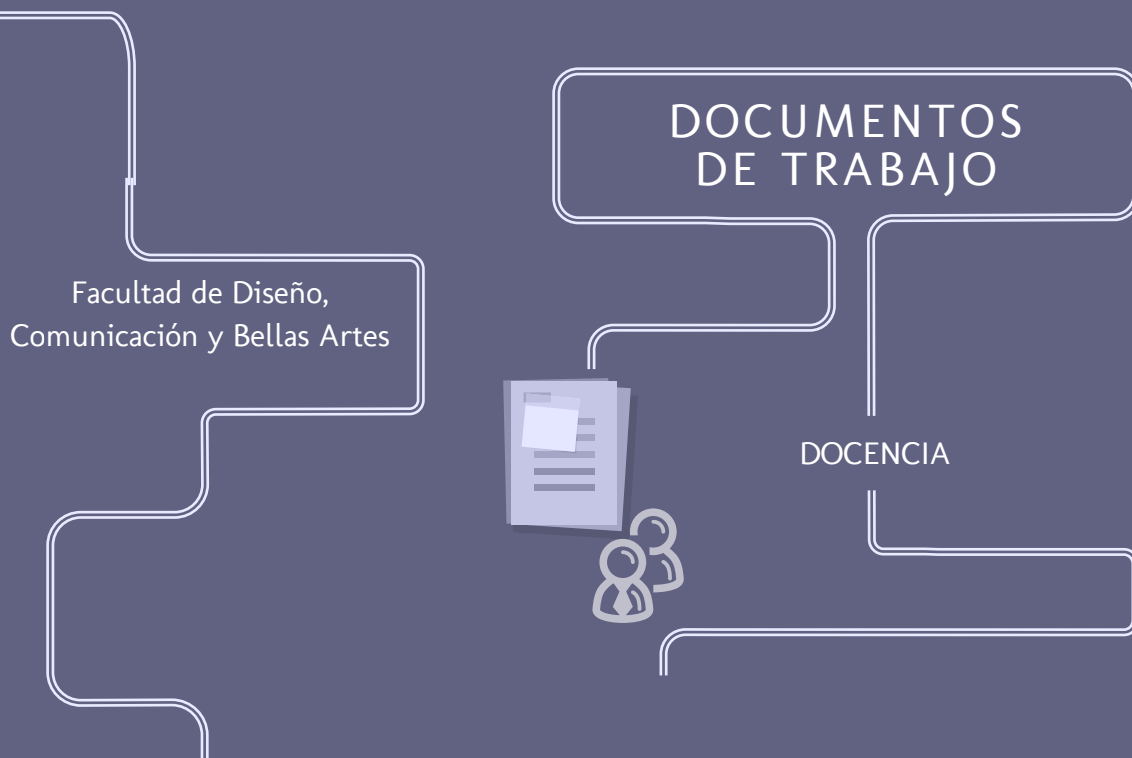 DOCUMENTOS
DE TRABAJO
Facultad de Diseño,
Comunicación y Bellas Artes
DOCENCIA